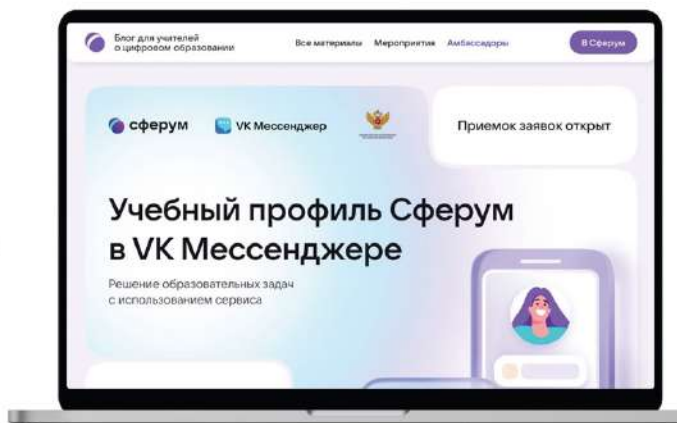 Блог для учителей
о цифровом образовании
Все материалы Мероприятия Амбассадоры
В Сферум
сферум
VK Мессенджер
Приемок заявок открыт
Учебный профиль Сферум
в VK Мессенджере
Решение образовательных задач
с использованием сервиса